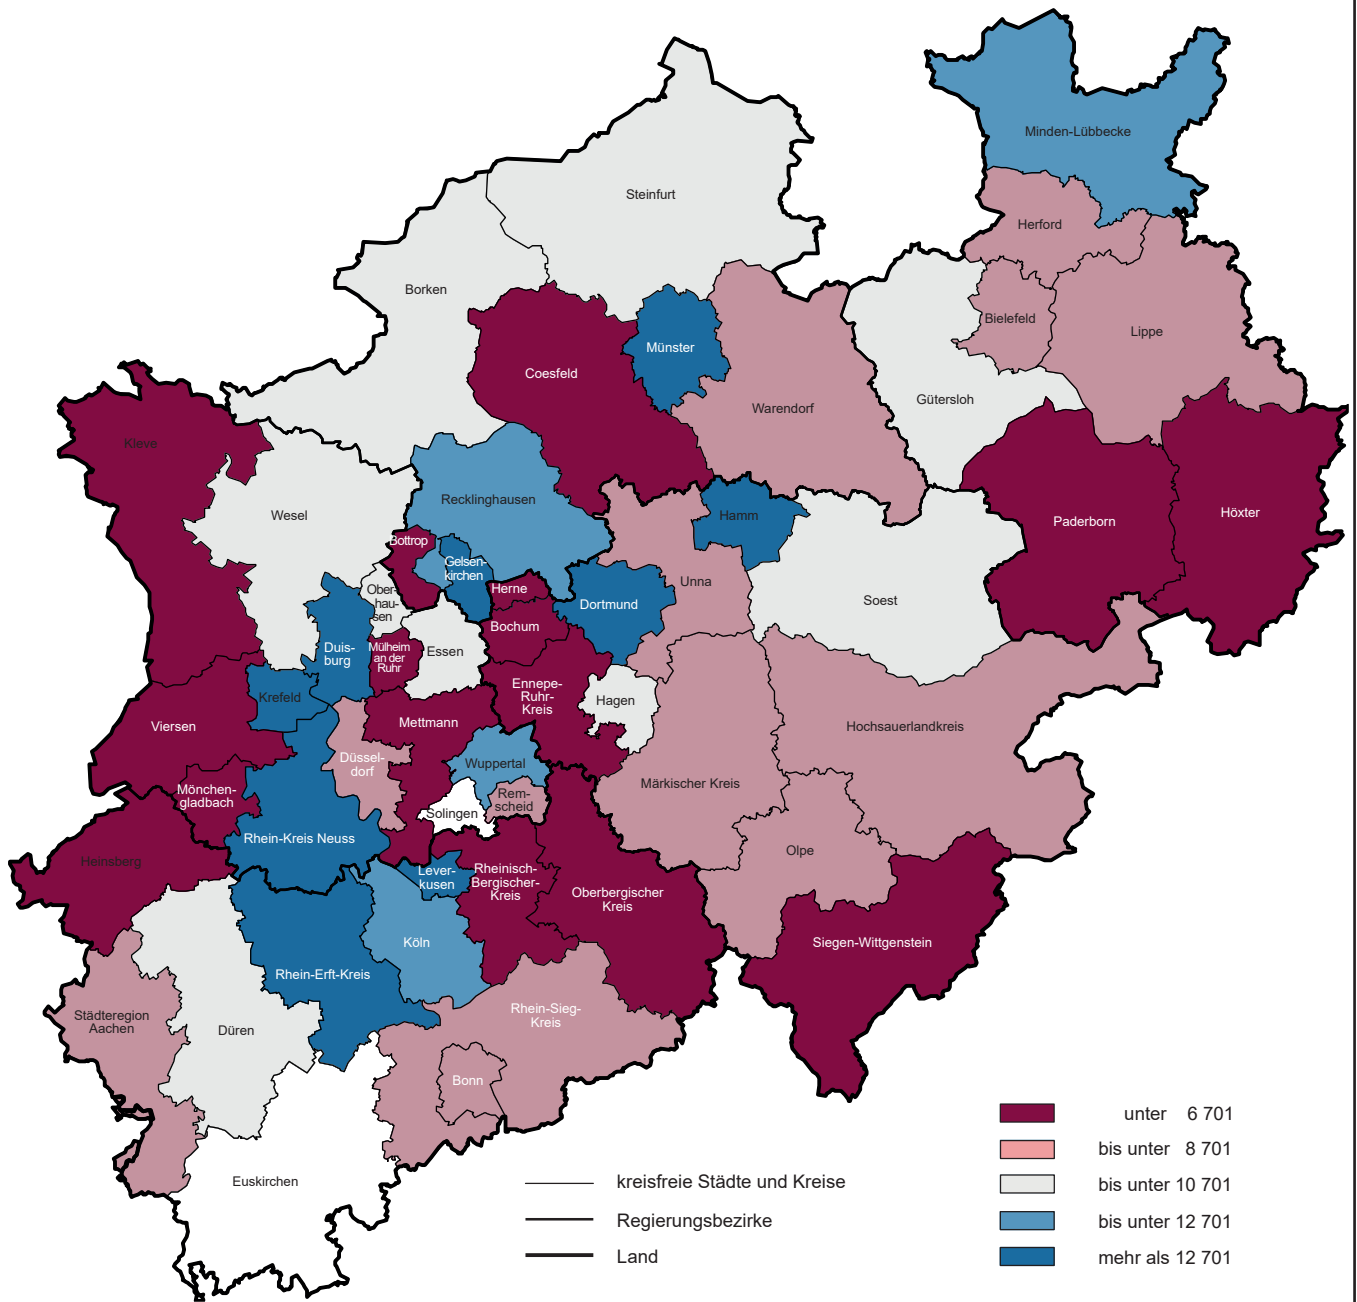 Minden-Lübbecke
Steinfurt
Herford
Borken
Bielefeld
Lippe
Münster
Coesfeld
Gütersloh
Warendorf
Kleve
Recklinghausen
Wesel
Hamm
Paderborn
Höxter
Bottrop
Gelsen-
kirchen
Unna
Ober-
hau-
sen
Herne
Dortmund
Soest
Bochum
Duis-
burg
Mülheim
an der
Ruhr
Essen
Ennepe-
Ruhr-
Kreis
Krefeld
Hagen
Viersen
Mettmann
Hochsauerlandkreis
Düssel-
dorf
Wuppertal
Märkischer Kreis
Mönchen-
gladbach
Rem-
scheid
Solingen
Rhein-Kreis Neuss
Olpe
Heinsberg
Lever-
kusen
Rheinisch-
Bergischer-
Kreis
Oberbergischer
Kreis
Köln
Siegen-Wittgenstein
Rhein-Erft-Kreis
Städteregion
Aachen
Rhein-Sieg-
Kreis
Düren
Bonn
Euskirchen
kreisfreie Städte und Kreise
Regierungsbezirke
Land
unter 6 701
bis unter 8 701
bis unter 10 701
bis unter 12 701
mehr als 12 701